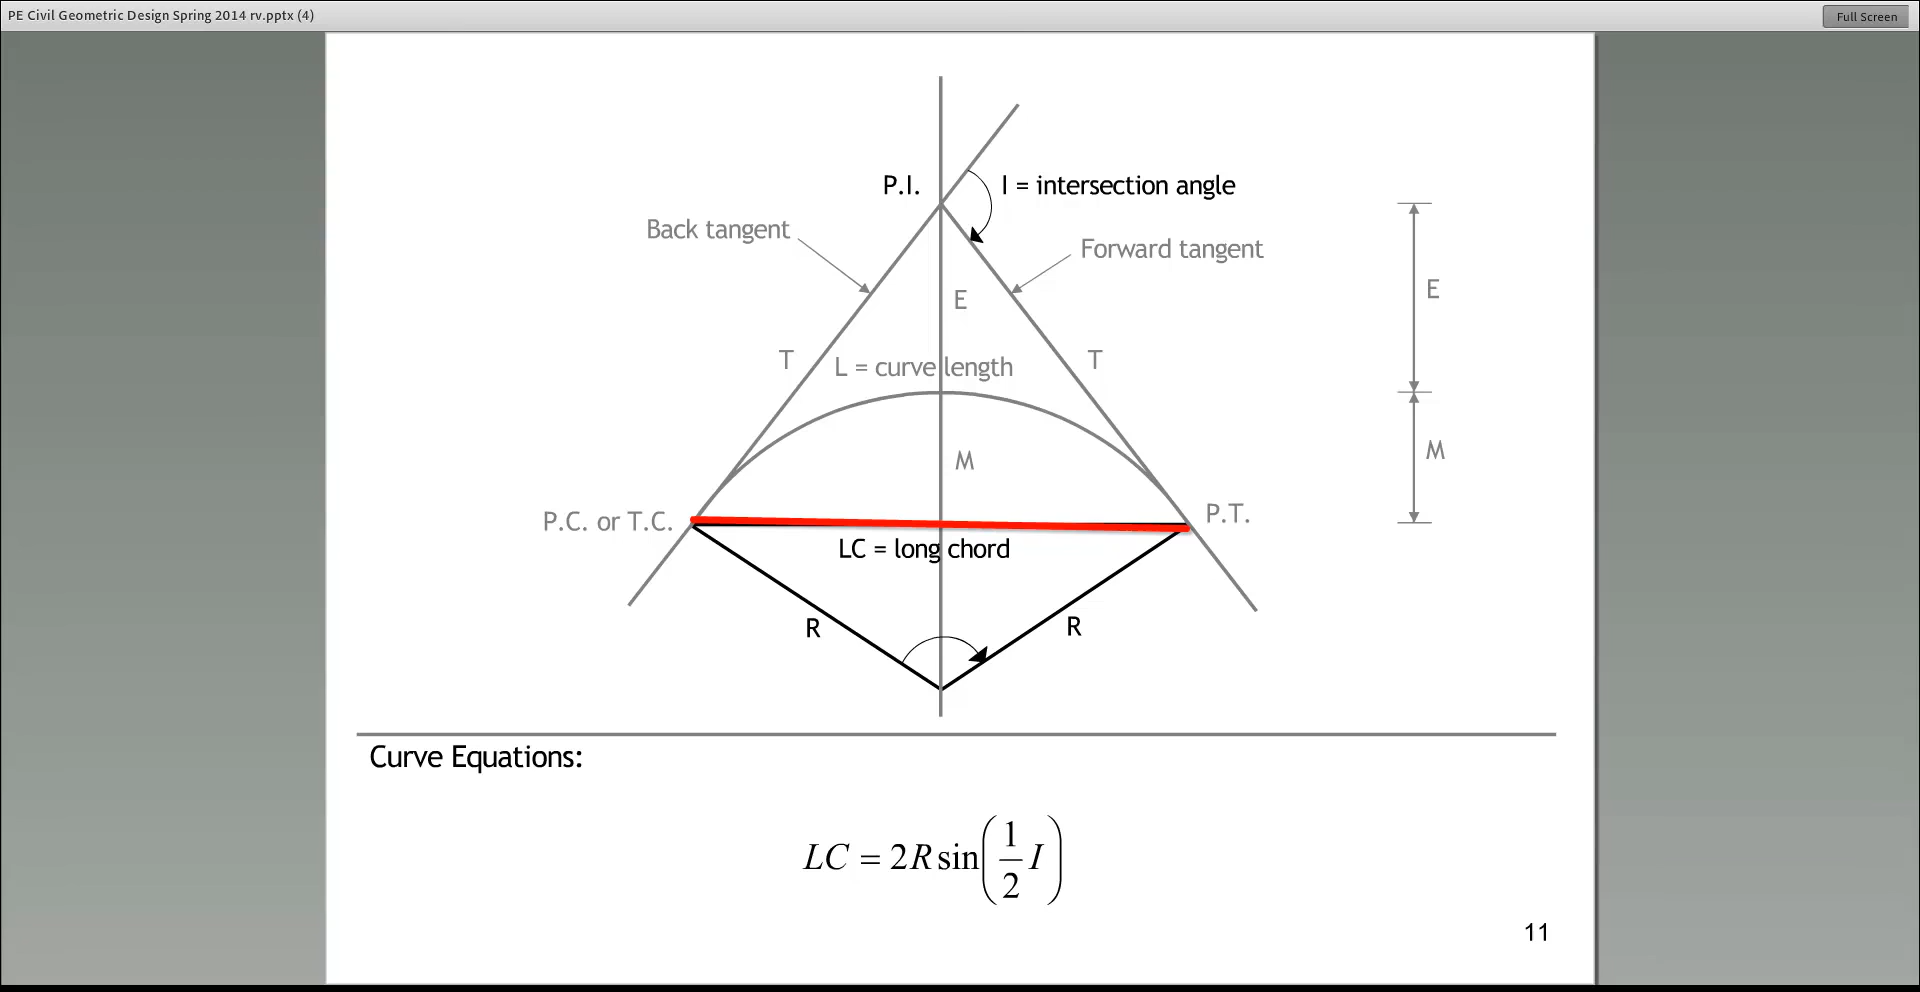 PE Civil Geometric Design Spring 2014 rv.pptx (4)
Full Screen
P.I.
I = intersection angle
Back tangent
Forward tangent
E
E
T
L = curve length
T
M
M
P.C. or T.C.
P.T.
LC = long chord
R
R
Curve Equations:
LC = 2R sin(1/2 I)
11